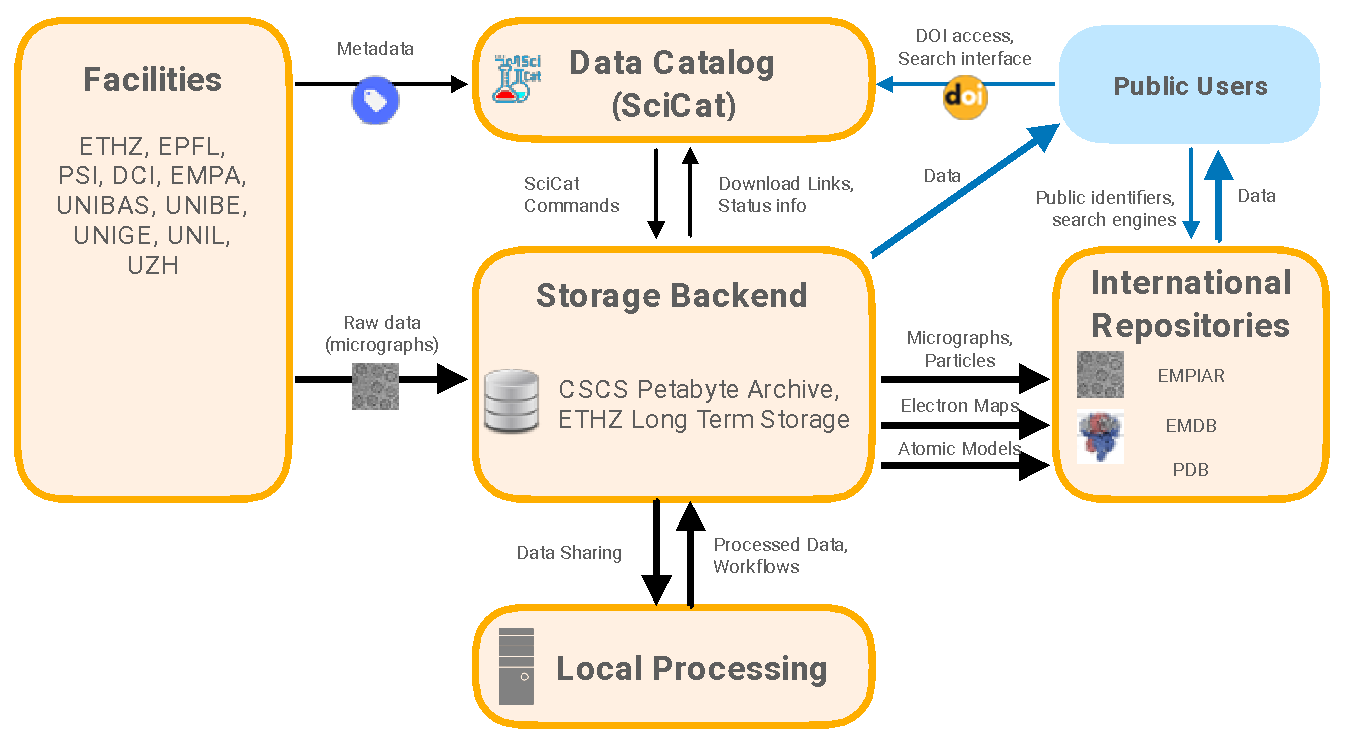 Facilities
ETHZ, EPFL,
PSI, DCI, EMPA,
UNIBAS, UNIBE,
UNIGE, UNIL,
UZH
Metadata
Raw data
(micrographs)
Sci
Cat
Data Catalog
(SciCat)
DOI access,
Search interface
doi
Public Users
SciCat
Commands
Download Links,
Status info
Data
Public identifiers,
search engines
Data
Storage Backend
CSCS Petabyte Archive,
ETHZ Long Term Storage
Micrographs,
Particles
Electron Maps
Atomic Models
International
Repositories
EMPIAR
EMDB
PDB
Data Sharing
Processed Data,
Workflows
Local Processing